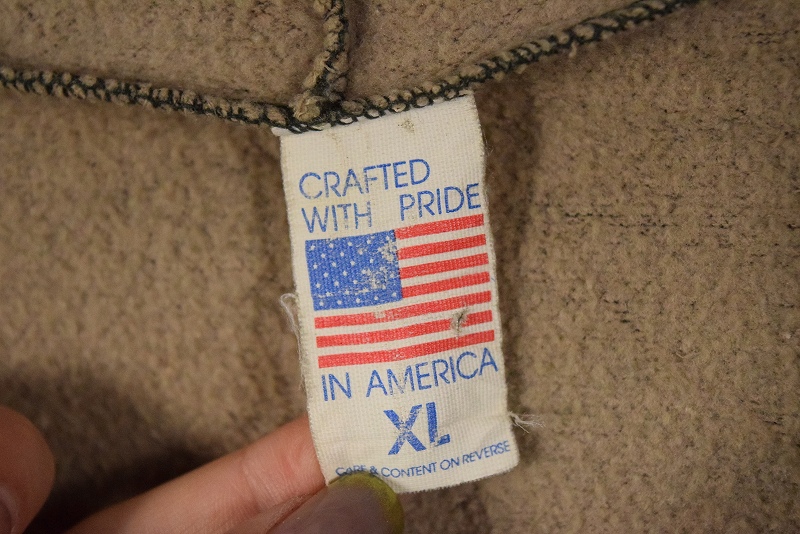 CRAFTED
WITH PRIDE
IN AMERICA
XL
CARE & CONTENT ON REVERSE